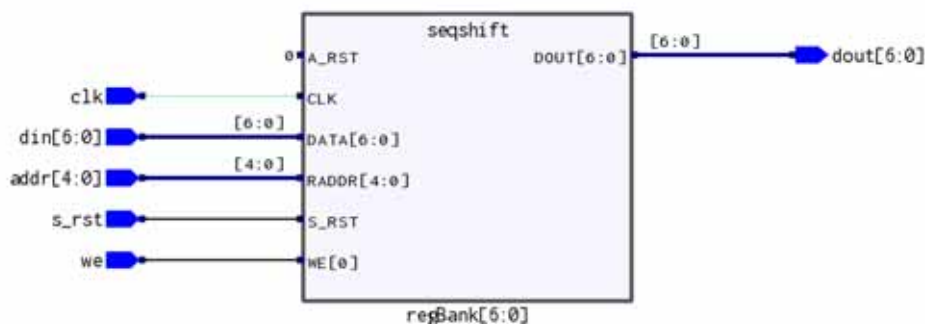 seqshift
0 A_RST DOUT[6:0] [6:0] dout[6:0]
clk CLK
din[6:0] [6:0] DATA[6:0]
addr[4:0] [4:0] RADDR[4:0]
s_rst S_RST
we WE[0]
regBank[6:0]